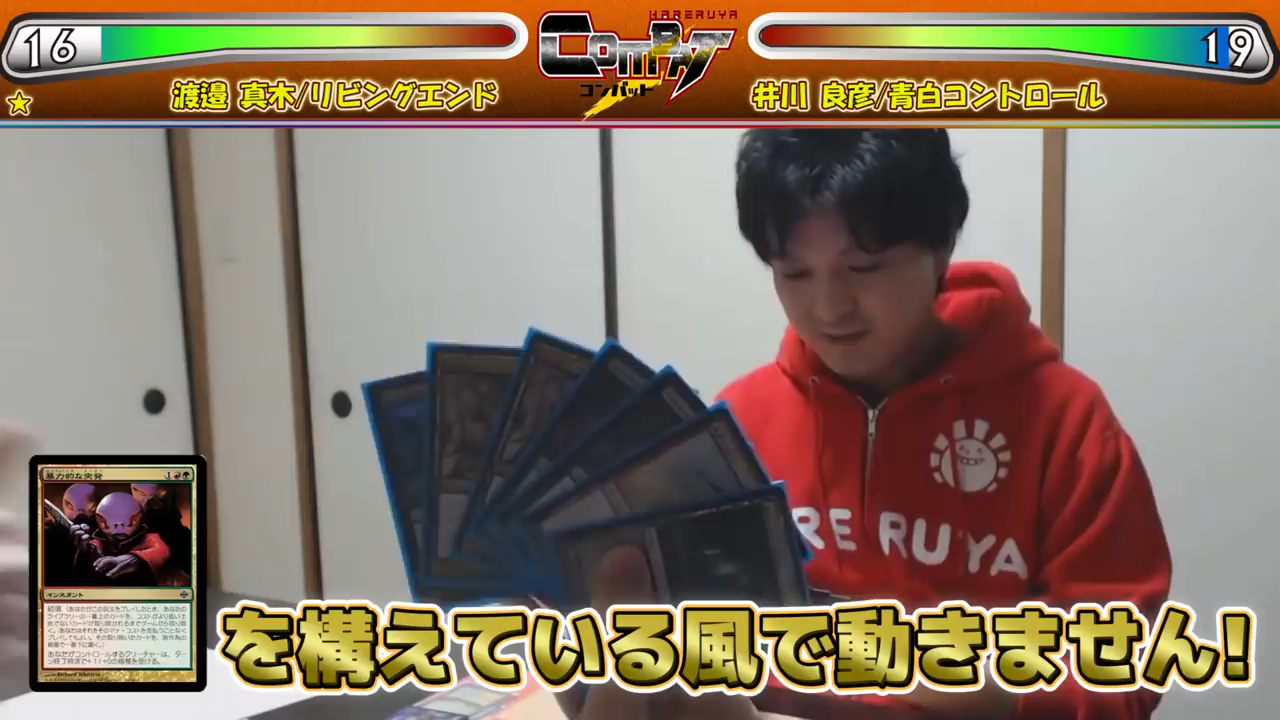 16
HARERUYA
COMBAT
コンバット
19
☆
渡邉 真木/リビングエンド
井川 良彦/青白コントロール
RE RUYA
暴力的な突発
1
インスタント
を構えている風で動きません!